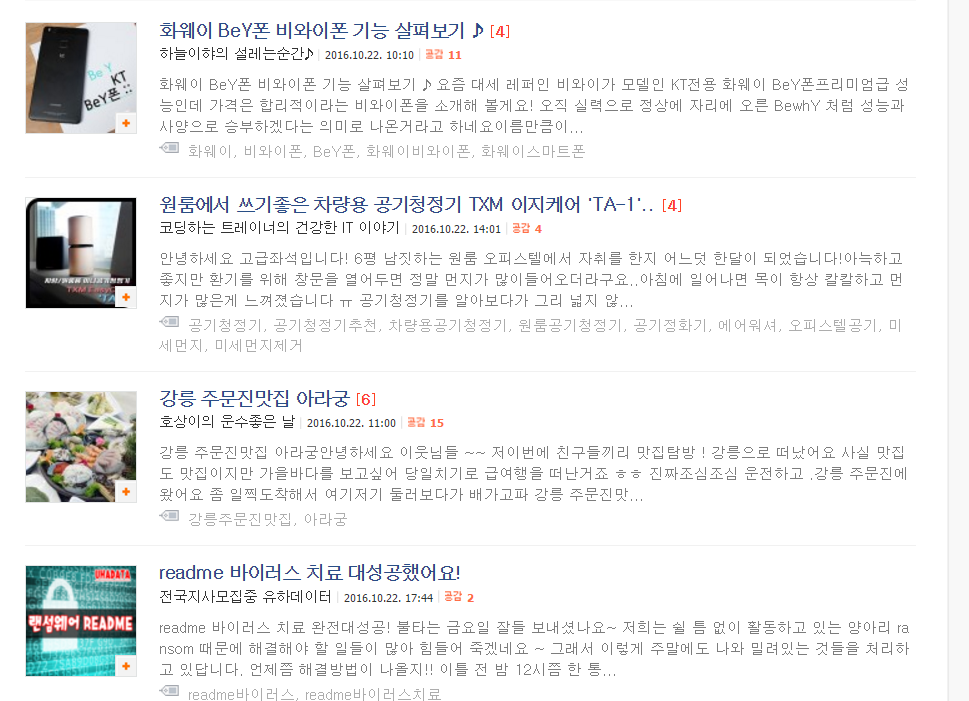 화웨이 BeY폰 비와이폰 기능 살펴보기 ♪ [4]
하늘이햐의 설레는순간♪ 2016.10.22. 10:10 공감 11
화웨이 BeY폰 비와이폰 기능 살펴보기 ♪ 요즘 대세 레퍼인 비와이가 모델인 KT전용 화웨이 BeY폰프리미엄급 성
능인데 가격은 합리적이라는 비와이폰을 소개해 볼게요! 오직 실력으로 정상에 자리에 오른 BewhY 처럼 성능과
사양으로 승부하겠다는 의미로 나온거라고 하네요이름만큼이...
화웨이, 비와이폰, BeY폰, 화웨이비와이폰, 화웨이스마트폰
Be Y
KT
BeY폰 ::
원룸에서 쓰기좋은 차량용 공기청정기 TXM 이지케어 'TA-1'.. [4]
코딩하는 트레이너의 건강한 IT 이야기 2016.10.22. 14:01 공감 4
안녕하세요 고급좌석입니다! 6평 남짓하는 원룸 오피스텔에서 자취를 한지 어느덧 한달이 되었습니다!아늑하고
좋지만 환기를 위해 창문을 열어두면 정말 먼지가 많이들어오더라구요..아침에 일어나면 목이 항상 칼칼하고 먼
지가 많은게 느껴졌습니다 ㅠ 공기청정기를 알아보다가 그리 넓지 않...
공기청정기, 공기청정기추천, 차량용공기청정기, 원룸공기청정기, 공기정화기, 에어워셔, 오피스텔공기, 미
세먼지, 미세먼지제거
강릉 주문진맛집 아라궁 [6]
호상이의 운수좋은 날 2016.10.22. 11:00 공감 15
강릉 주문진맛집 아라궁안녕하세요 이웃님들 ~~ 저이번에 친구들끼리 맛집탐방 ! 강릉으로 떠났어요 사실 맛집
도 맛집이지만 가을바다를 보고싶어 당일치기로 급여행을 떠난거죠 ㅎㅎ 진짜조심조심 운전하고 .강릉 주문진에
왔어요 좀 일찍도착해서 여기저기 둘러보다가 배가고파 강릉 주문진맛...
강릉주문진맛집, 아라궁
readme 바이러스 치료 대성공했어요!
전국지사모집중 유하데이터 2016.10.22. 17:44 공감 2
readme 바이러스 치료 완전대성공! 불타는 금요일 잘들 보내셨나요~ 저희는 쉴 틈 없이 활동하고 있는 양아리 ra
nsom 때문에 해결해야 할 일들이 많아 힘들어 죽겠네요 ~ 그래서 이렇게 주말에도 나와 밀려있는 것들을 처리하
고 있답니다. 언제쯤 해결방법이 나올지!! 이틀 전 밤 12시쯤 한 통...
readme바이러스, readme바이러스치료
UHADATA
랜섬웨어 README